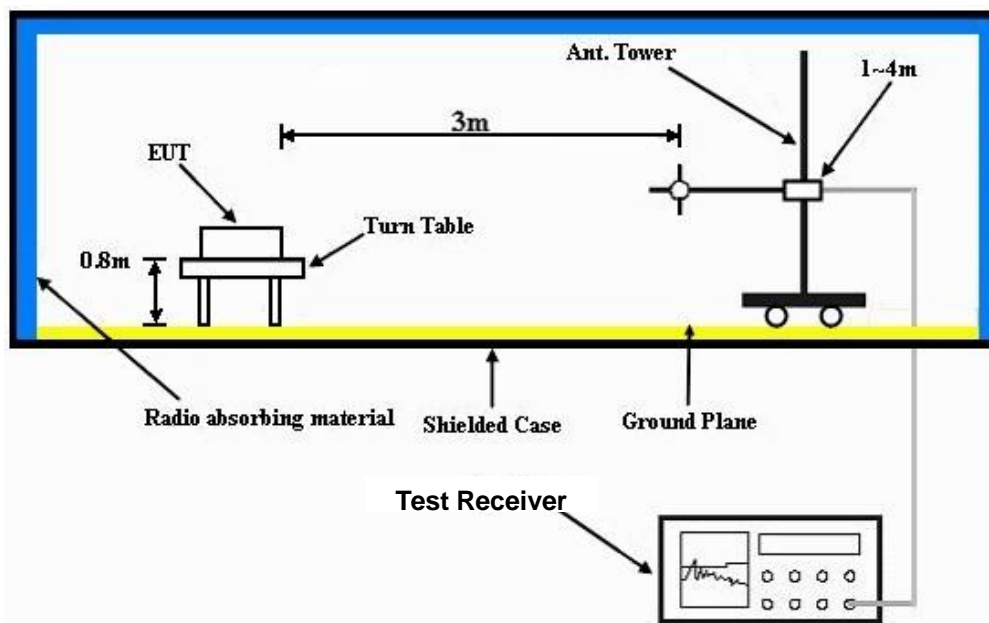 Ant. Tower
1~4m
3m
EUT
Turn Table
0.8m
Radio absorbing material
Shielded Case
Ground Plane
Test Receiver